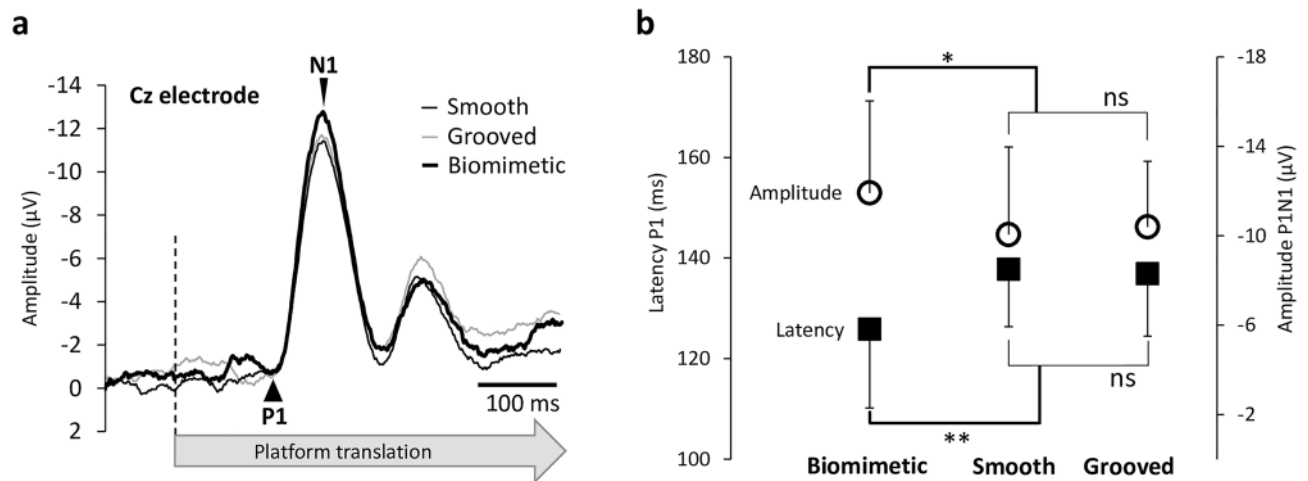 a
Amplitude (µV)
-14
-12
-10
-8
-6
-4
-2
0
2
Cz electrode
N1
Smooth
Grooved
Biomimetic
P1
100 ms
Platform translation
b
Latency P1 (ms)
180
160
140
120
100
*
ns
Amplitude
Latency
ns
**
Biomimetic Smooth Grooved
-18
-14
-10
-6
-2
Amplitude P1N1 (µV)